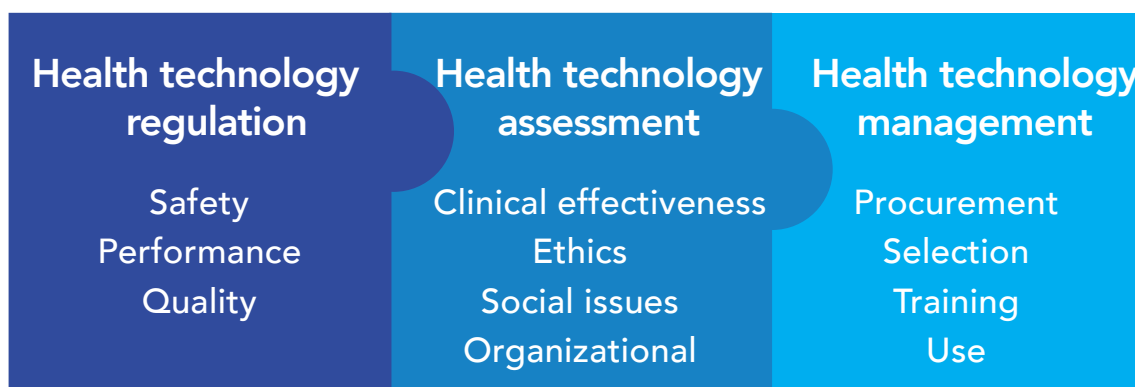 Health technology
regulation
Safety
Performance
Quality
Health technology
assessment
Clinical effectiveness
Ethics
Social issues
Organizational
Health technology
management
Procurement
Selection
Training
Use